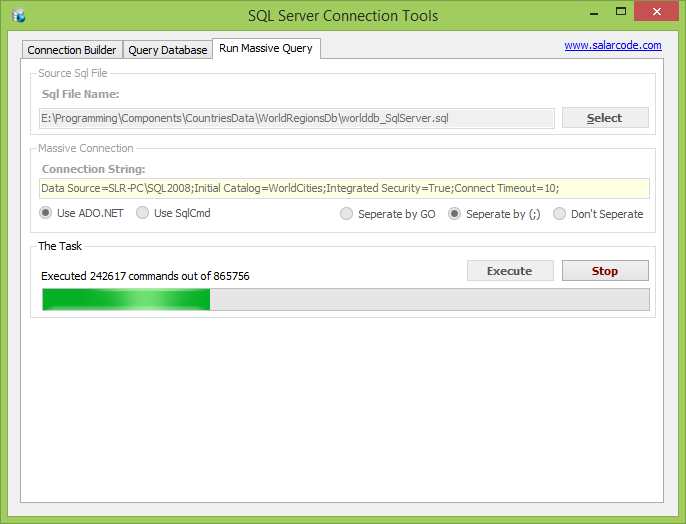 SQL Server Connection Tools
Connection Builder Query Database Run Massive Query www.salarcode.com
Source Sql File
Sql File Name:
E:\Programming\Components\CountriesData\WorldRegionsDb\worlddb_SqlServer.sql Select
Massive Connection
Connection String:
Data Source=SLR-PC\SQL2008;Initial Catalog=WorldCities;Integrated Security=True;Connect Timeout=10;
Use ADO.NET Use SqlCmd Seperate by GO Seperate by (;) Don't Seperate
The Task
Executed 242617 commands out of 865756 Execute Stop